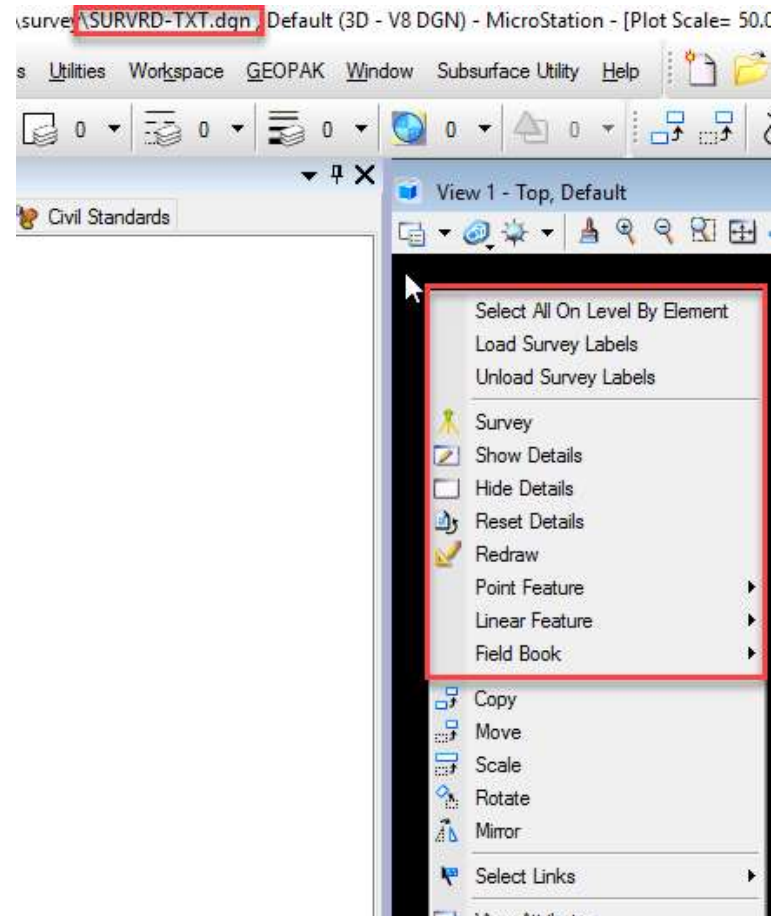 \survey\SURVRD-TXT.dgn , Default (3D - V8 DGN) - MicroStation - [Plot Scale= 50.0
s Utilities Workspace GEOPAK Window Subsurface Utility Help
0 0 0 0 0
Civil Standards
View 1 - Top, Default
Select All On Level By Element
Load Survey Labels
Unload Survey Labels
Survey
Show Details
Hide Details
Reset Details
Redraw
Point Feature
Linear Feature
Field Book
Copy
Move
Scale
Rotate
Mirror
Select Links